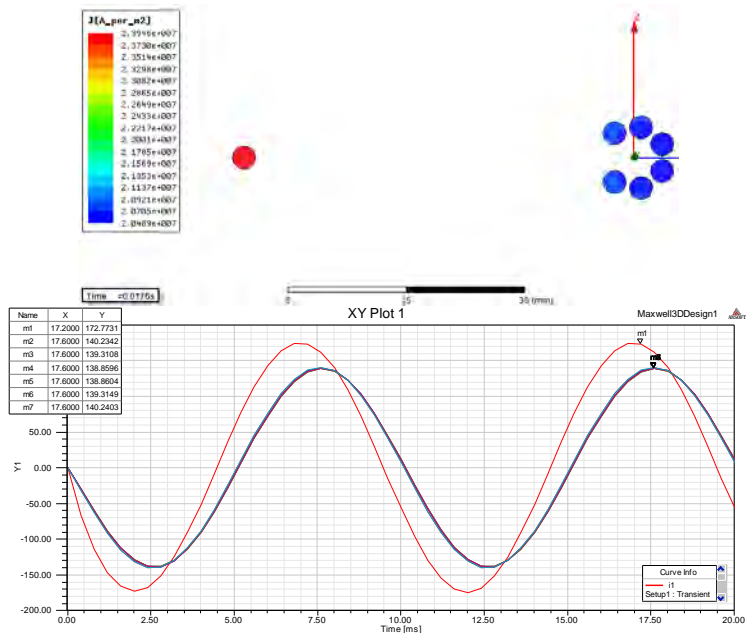 J[A_per_m2]
2.3946e+007
2.3730e+007
2.3514e+007
2.3298e+007
2.3082e+007
2.2865e+007
2.2649e+007
2.2433e+007
2.2217e+007
2.2001e+007
2.1785e+007
2.1569e+007
2.1353e+007
2.1137e+007
2.0921e+007
2.0705e+007
2.0489e+007
Z
Time =0.0176s
0 15 30 (mm)
Name X Y
m1 17.2000 172.7731
m2 17.6000 140.2342
m3 17.6000 139.3108
m4 17.6000 138.8596
m5 17.6000 138.8604
m6 17.6000 139.3149
m7 17.6000 140.2403
XY Plot 1
Maxwell3DDesign1
m1
50.00
0.00
-50.00
-100.00
-150.00
-200.00
Y1
0.00 2.50 5.00 7.50 10.00 12.50 15.00 17.50 20.00
Time [ms]
Curve Info
i1
Setup1 : Transient